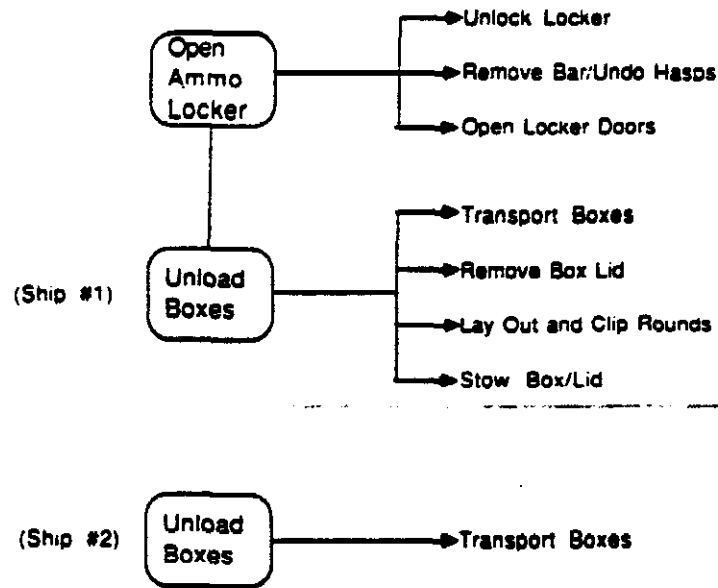 Open
Ammo
Locker
Unlock Locker
Remove Bar/Undo Hasps
Open Locker Doors
(Ship #1)
Unload
Boxes
Transport Boxes
Remove Box Lid
Lay Out and Clip Rounds
Stow Box/Lid
(Ship #2)
Unload
Boxes
Transport Boxes